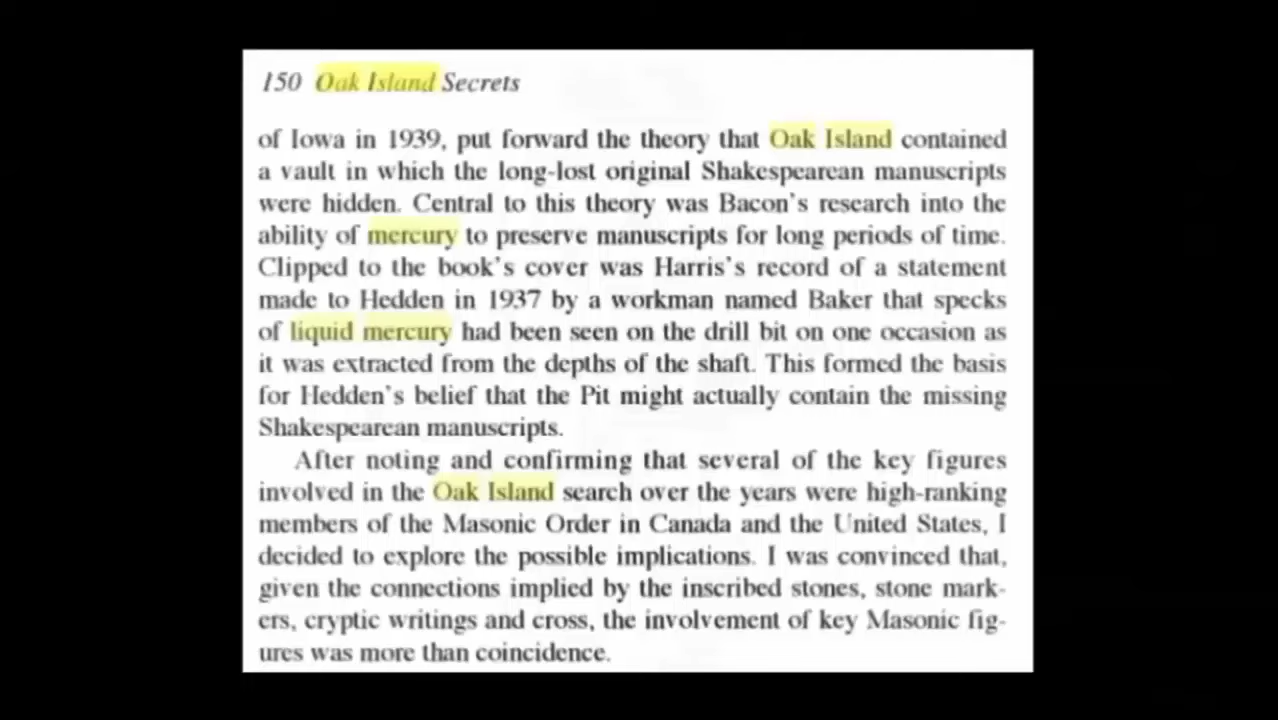 150 Oak Island Secrets
of Iowa in 1939, put forward the theory that Oak Island contained
a vault in which the long-lost original Shakespearean manuscripts
were hidden. Central to this theory was Bacon's research into the
ability of mercury to preserve manuscripts for long periods of time.
Clipped to the book's cover was Harris's record of a statement
made to Hedden in 1937 by a workman named Baker that specks
of liquid mercury had been seen on the drill bit on one occasion as
it was extracted from the depths of the shaft. This formed the basis
for Hedden's belief that the Pit might actually contain the missing
Shakespearean manuscripts.
After noting and confirming that several of the key figures
involved in the Oak Island search over the years were high-ranking
members of the Masonic Order in Canada and the United States, I
decided to explore the possible implications. I was convinced that,
given the connections implied by the inscribed stones, stone mark-
ers, cryptic writings and cross, the involvement of key Masonic fig-
ures was more than coincidence.